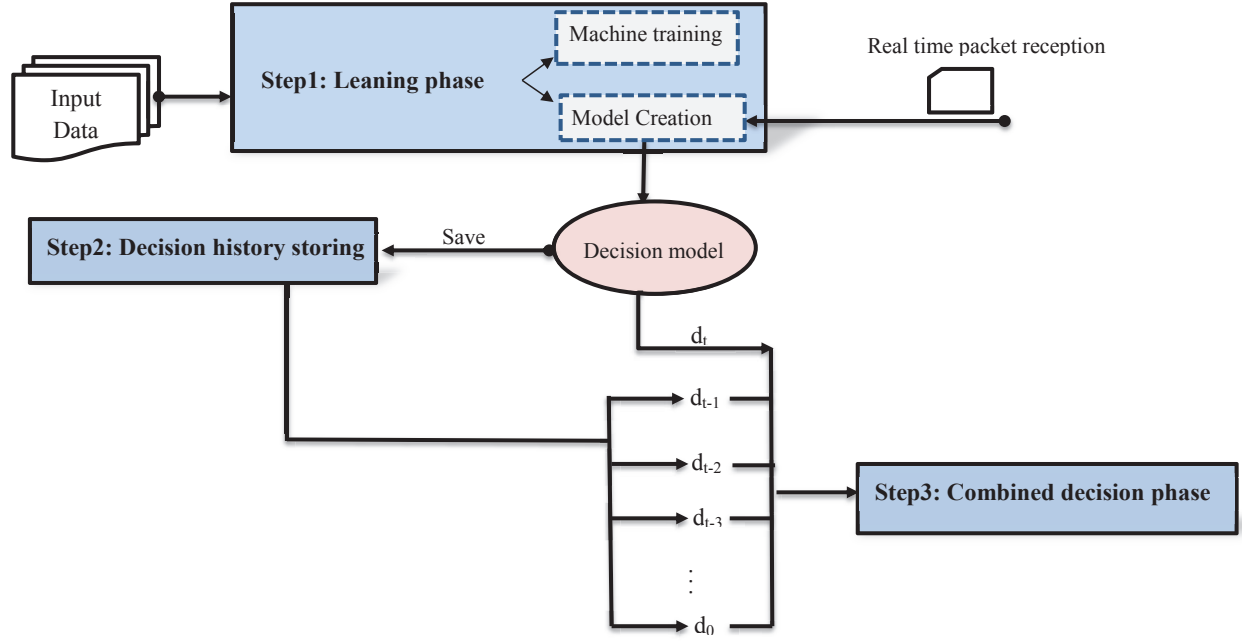 Machine training
Real time packet reception
Step1: Leaning phase
Input
Data
Model Creation
Step2: Decision history storing
Save
Decision model
dt
dt-1
dt-2
Step3: Combined decision phase
dt-3
⋮
d0